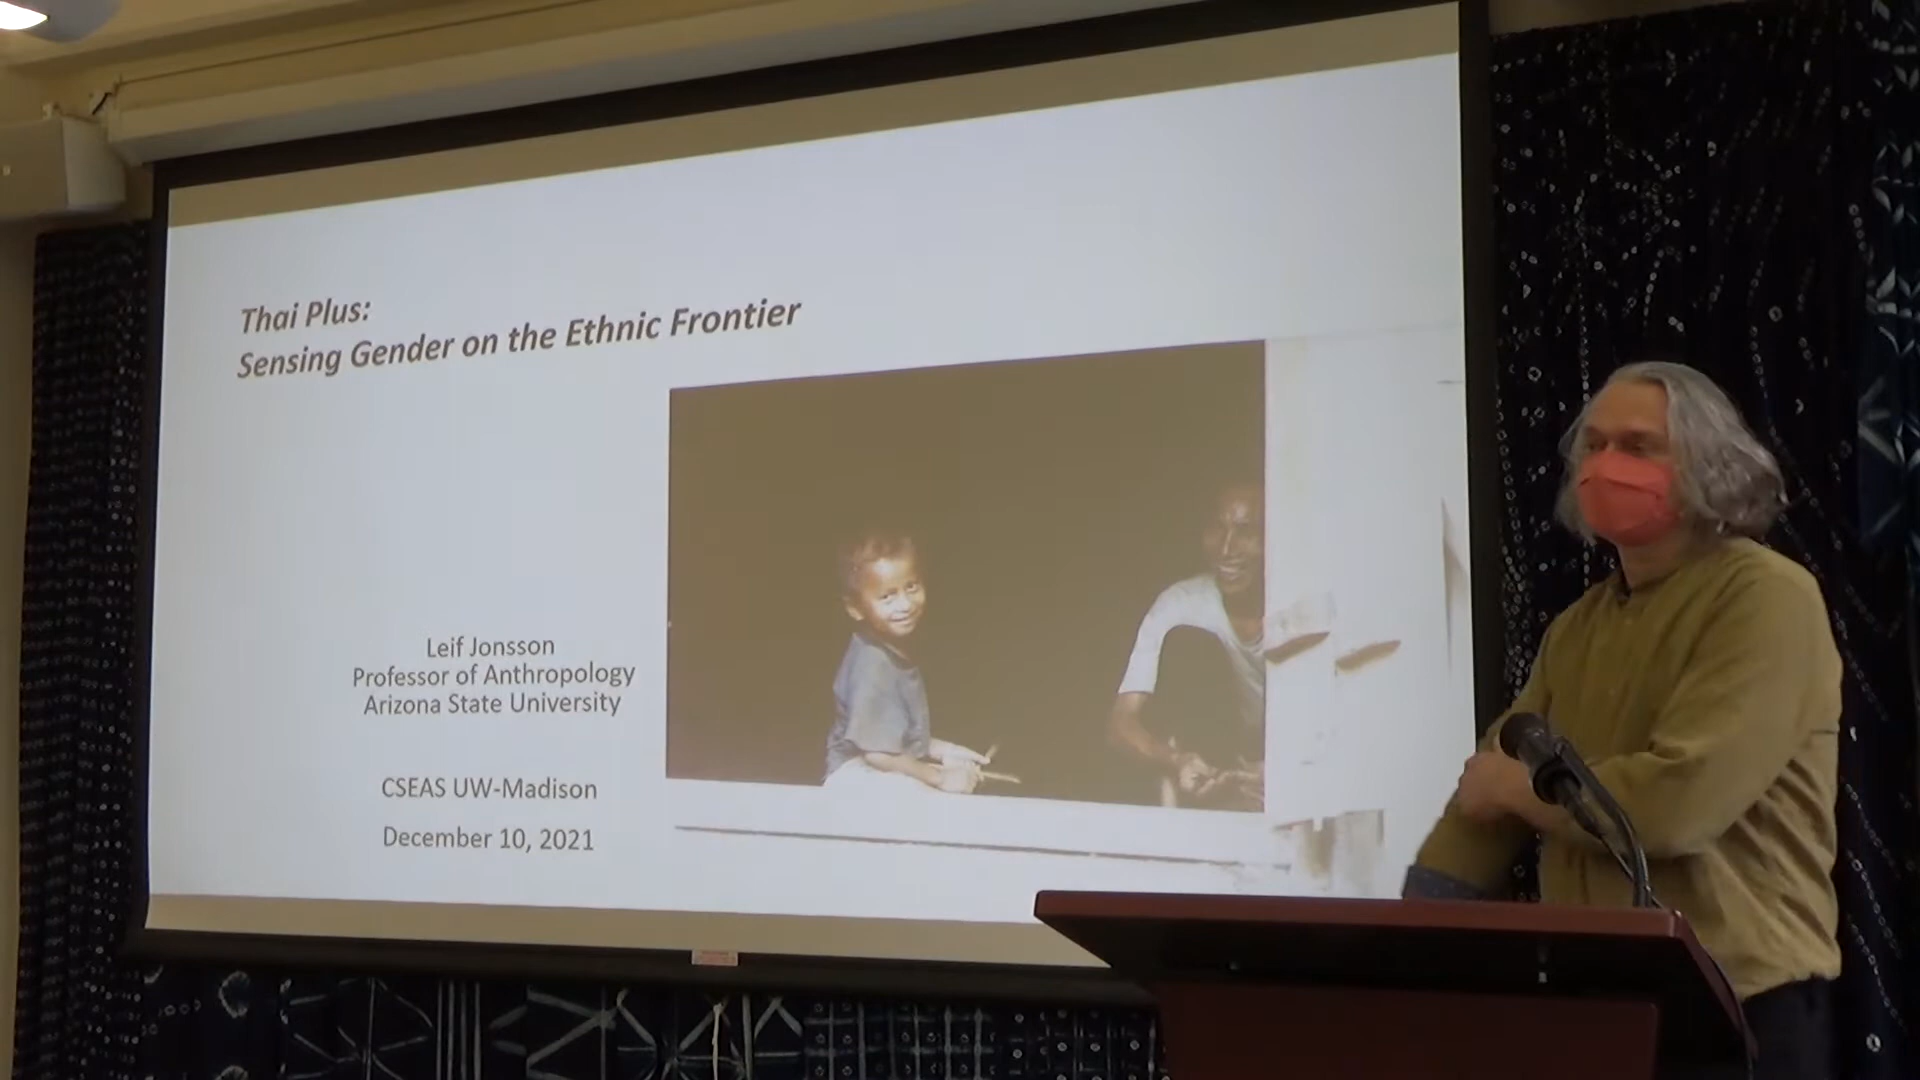 Thai Plus:
Sensing Gender on the Ethnic Frontier
Leif Jonsson
Professor of Anthropology
Arizona State University
CSEAS UW-Madison
December 10, 2021